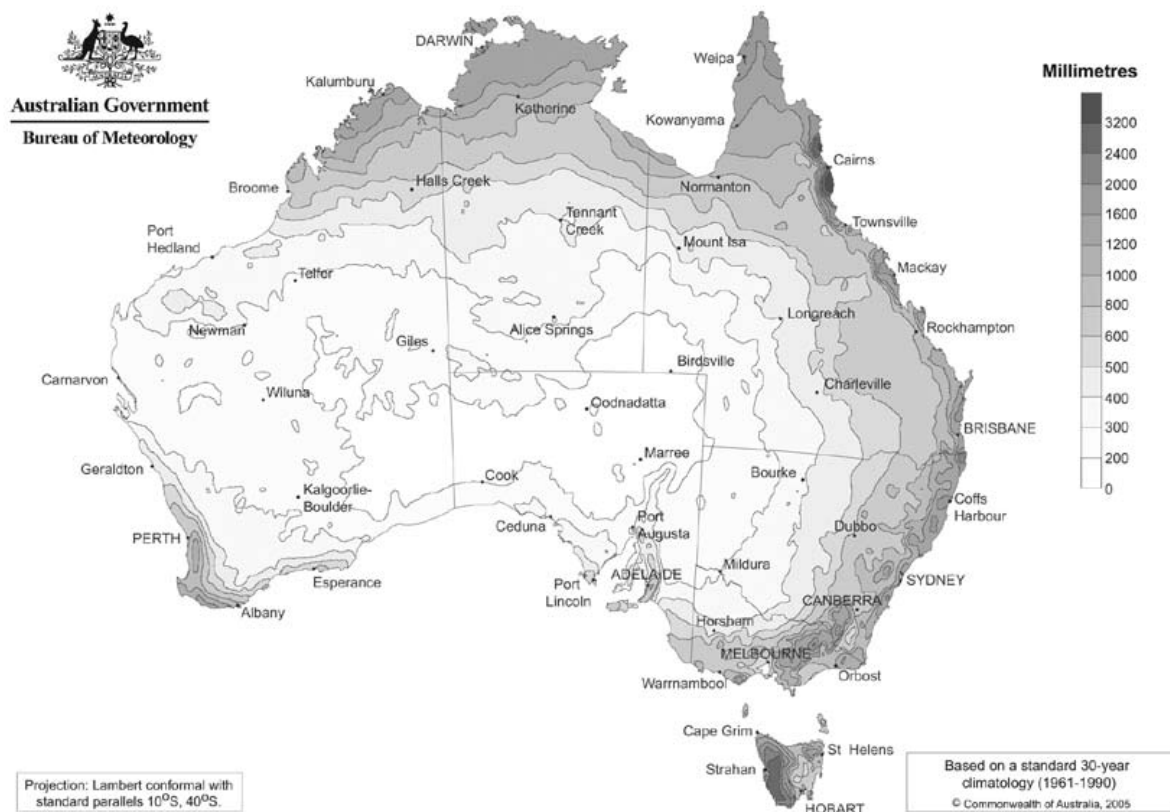 Australian Government
Bureau of Meteorology
DARWIN
Weipa
Kalumburu
Katherine
Kowanyama
Cairns
Broome
Halls Creek
Normanton
Tennant
Creek
Townsville
Port
Hedland
Mount Isa
Telfer
Mackay
Newman
Alice Springs
Longreach
Rockhampton
Giles
Birdsville
Carnarvon
Wiluna
Charleville
Oodnadatta
BRISBANE
Geraldton
Marree
Cook
Bourke
Kalgoorlie-
Boulder
Coffs
Harbour
Ceduna
Port
Augusta
Dubbo
PERTH
Esperance
Mildura
Port
Lincoln
ADELAIDE
SYDNEY
Albany
CANBERRA
Horsham
MELBOURNE
Warrnambool
Orbost
Cape Grim
St Helens
Strahan
HOBART
Millimetres
3200
2400
2000
1600
1200
1000
800
600
500
400
300
200
0
Projection: Lambert conformal with
standard parallels 10°S, 40°S.
Based on a standard 30-year
climatology (1961-1990)
© Commonwealth of Australia, 2005